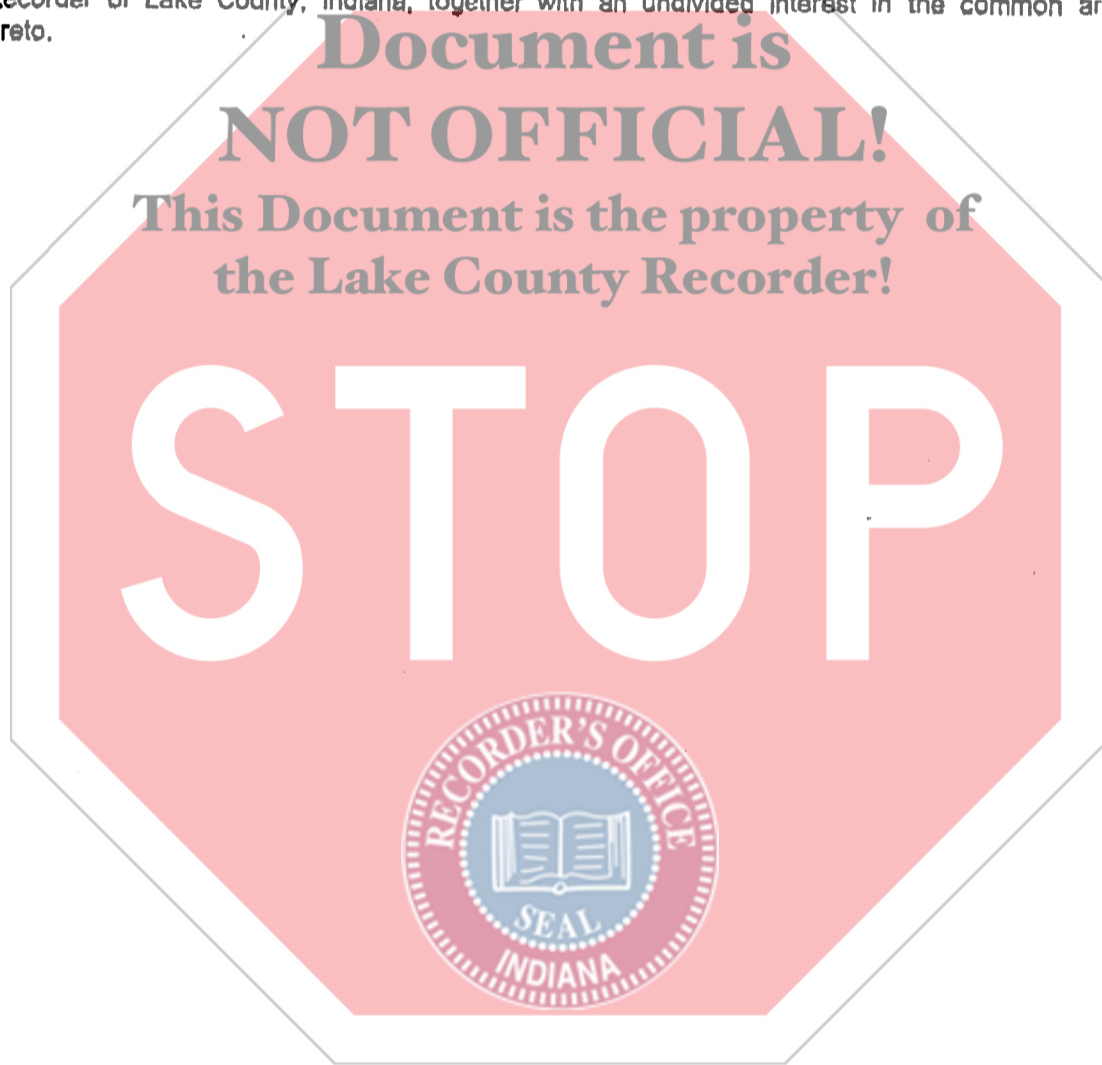 ecorder of Lake County, Indiana, together with an undivided interest in the common ar
reto.
Document is
NOT OFFICIAL!
This Document is the property of
the Lake County Recorder!
STOP
RECORDER'S OFFICE
SEAL
INDIANA